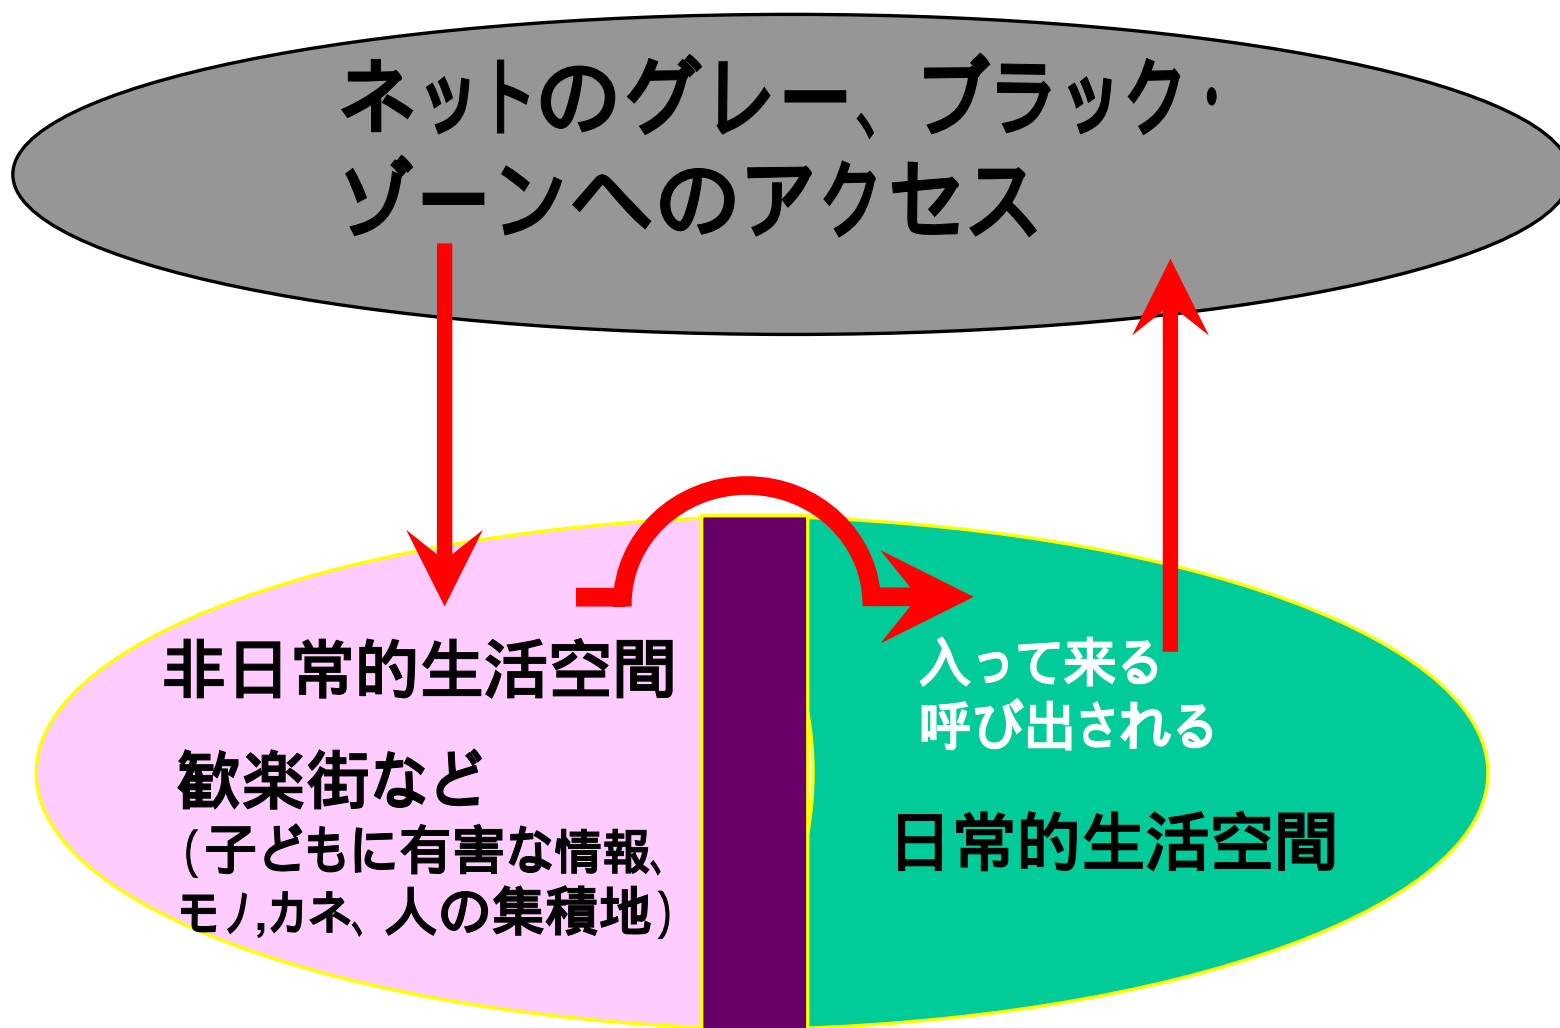 ネットのグレー、ブラック・
ゾーンへのアクセス
非日常的生活空間
歓楽街など
(子どもに有害な情報、
モノ,カネ、人の集積地)
入って来る
呼び出される
日常的生活空間